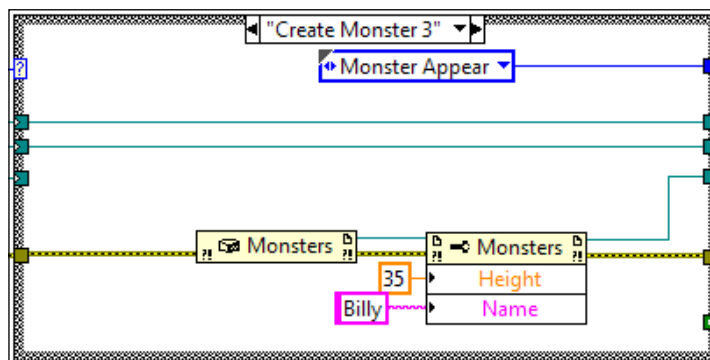 "Create Monster 3"
Monster Appear
?
Monsters
Monsters
35
Height
Billy
Name